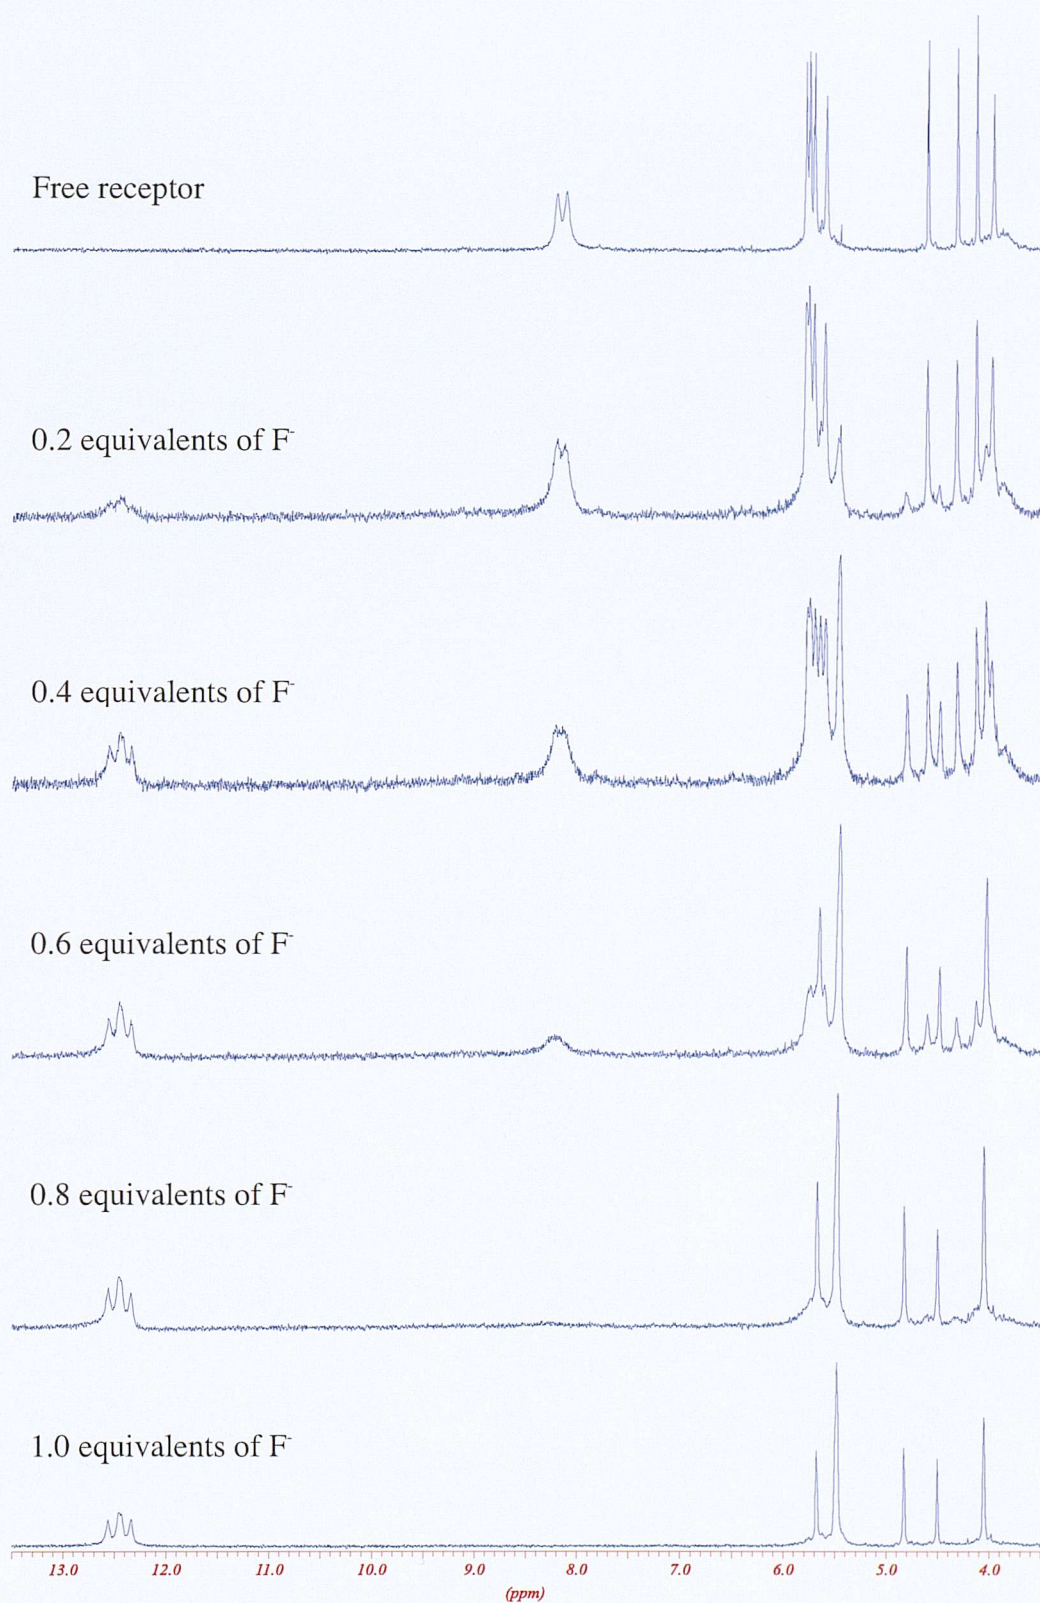 Free receptor
0.2 equivalents of F-
0.4 equivalents of F-
0.6 equivalents of F-
0.8 equivalents of F-
1.0 equivalents of F-
13.0 12.0 11.0 10.0 9.0 8.0 7.0 6.0 5.0 4.0
(ppm)